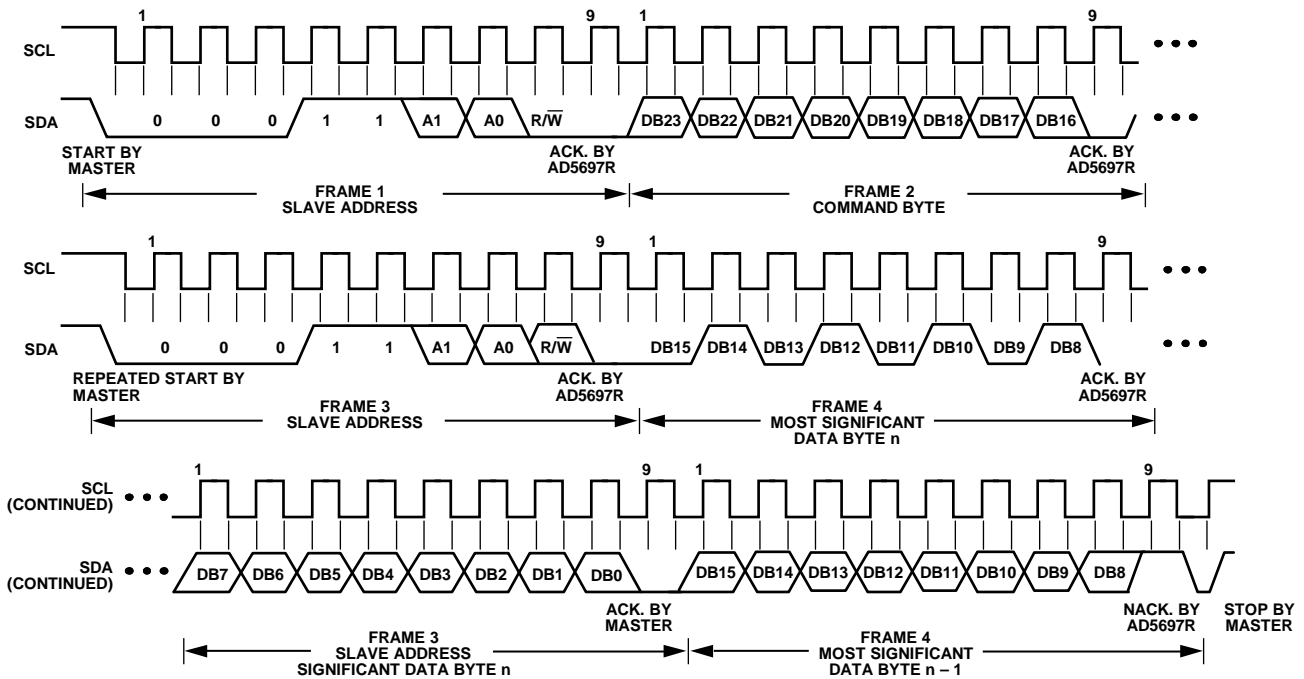 1 9 1 9
SCL
SDA 0 0 0 1 1 A1 A0 R/W̅ DB23 DB22 DB21 DB20 DB19 DB18 DB17 DB16
START BY MASTER
ACK. BY AD5697R
ACK. BY AD5697R
FRAME 1
SLAVE ADDRESS
FRAME 2
COMMAND BYTE
1 9 1 9
SCL
SDA 0 0 0 1 1 A1 A0 R/W̅ DB15 DB14 DB13 DB12 DB11 DB10 DB9 DB8
REPEATED START BY MASTER
ACK. BY AD5697R
ACK. BY AD5697R
FRAME 3
SLAVE ADDRESS
FRAME 4
MOST SIGNIFICANT
DATA BYTE n
1 9 1 9
SCL
(CONTINUED)
SDA
(CONTINUED)
DB7 DB6 DB5 DB4 DB3 DB2 DB1 DB0 DB15 DB14 DB13 DB12 DB11 DB10 DB9 DB8
ACK. BY MASTER
NACK. BY AD5697R
STOP BY MASTER
FRAME 3
SLAVE ADDRESS
SIGNIFICANT DATA BYTE n
FRAME 4
MOST SIGNIFICANT
DATA BYTE n – 1